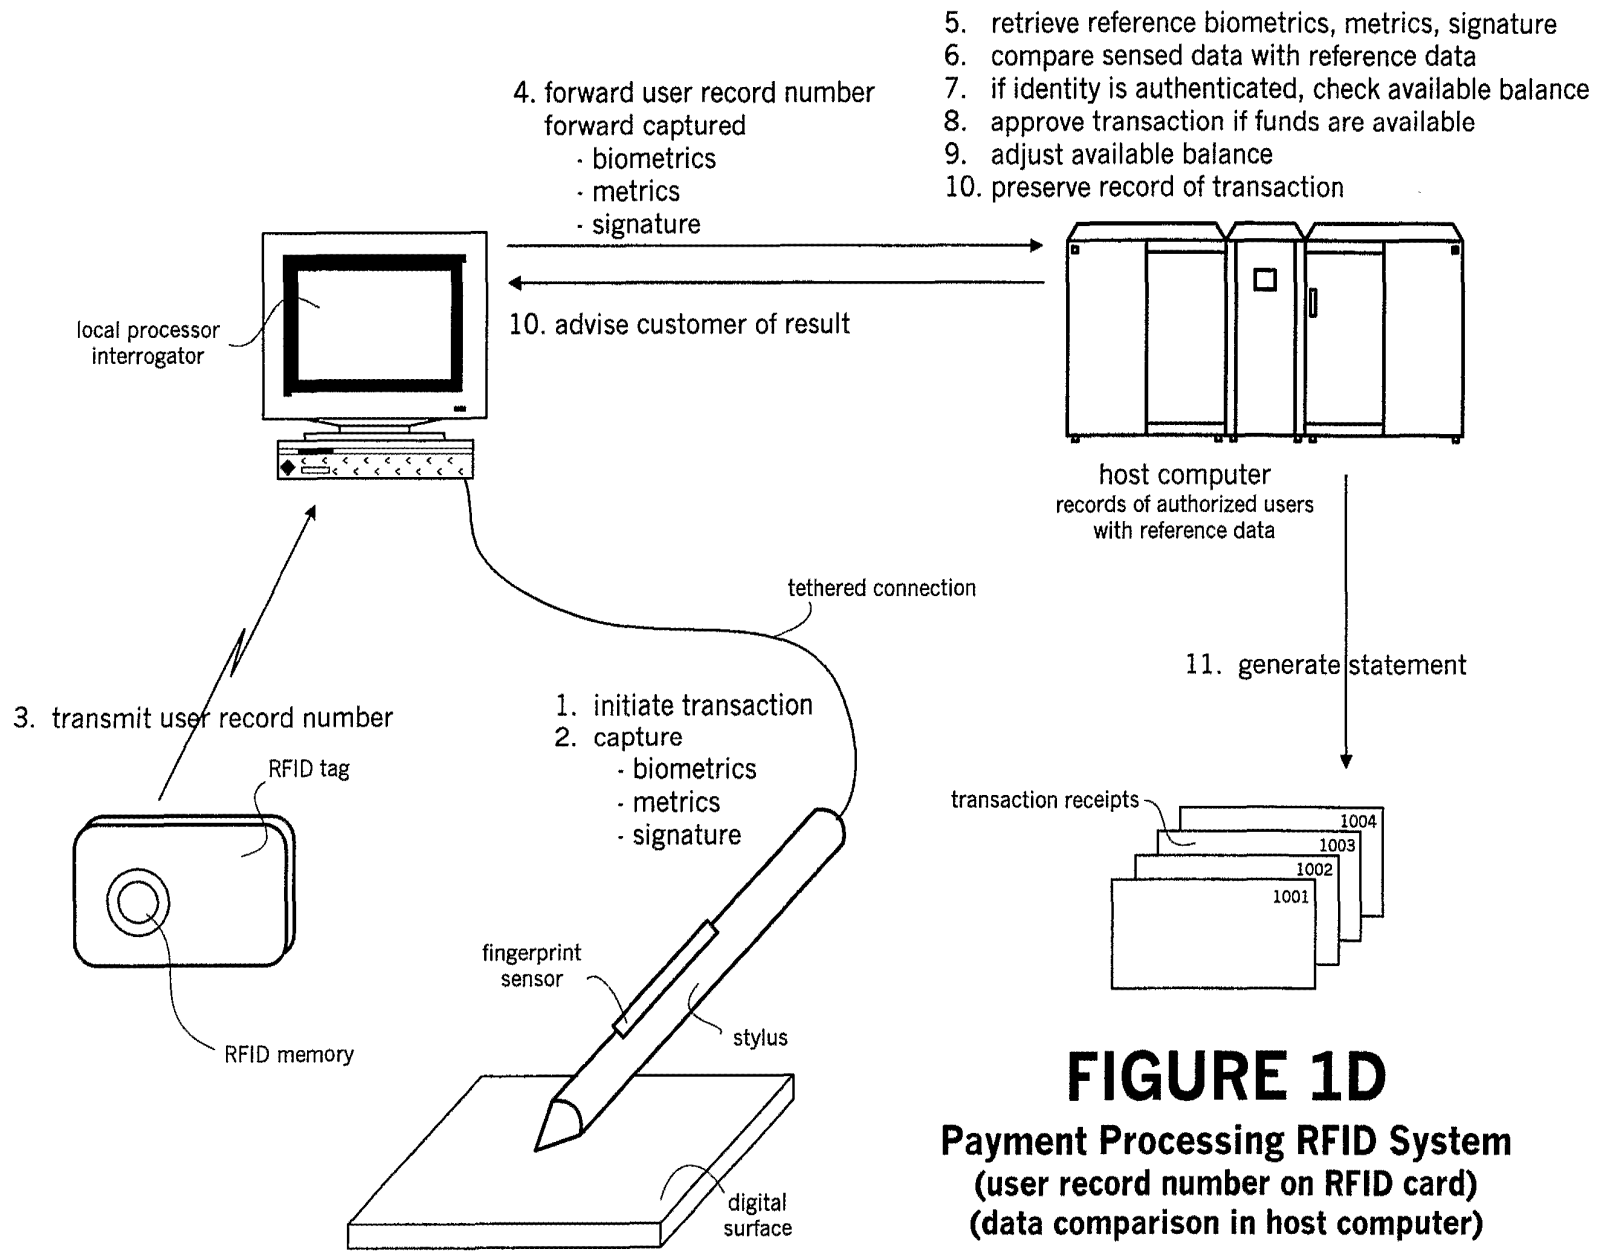 5. retrieve reference biometrics, metrics, signature
6. compare sensed data with reference data
7. if identity is authenticated, check available balance
8. approve transaction if funds are available
9. adjust available balance
10. preserve record of transaction
4. forward user record number
forward captured
- biometrics
- metrics
- signature
10. advise customer of result
local processor
interrogator
host computer
records of authorized users
with reference data
tethered connection
11. generate statement
1. initiate transaction
2. capture
- biometrics
- metrics
- signature
3. transmit user record number
RFID tag
RFID memory
fingerprint
sensor
stylus
digital
surface
transaction receipts
1004
1003
1002
1001
FIGURE 1D
Payment Processing RFID System
(user record number on RFID card)
(data comparison in host computer)